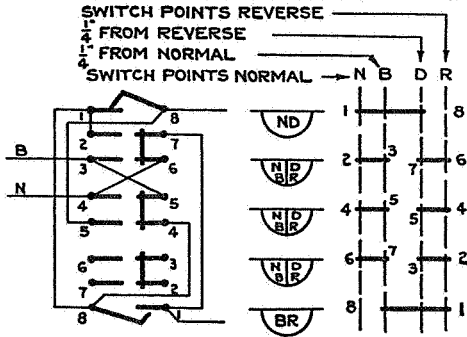 SWITCH POINTS REVERSE
1/4" FROM REVERSE
1/4" FROM NORMAL
SWITCH POINTS NORMAL N B D R
1 8 ND 1 8
2 7
B 3 6 N B D R 2 3 7 6
N 4 5 N B D R 4 5 5 4
5 4
6 3 N B D R 6 7 3 2
7 2
8 1 BR 8 1